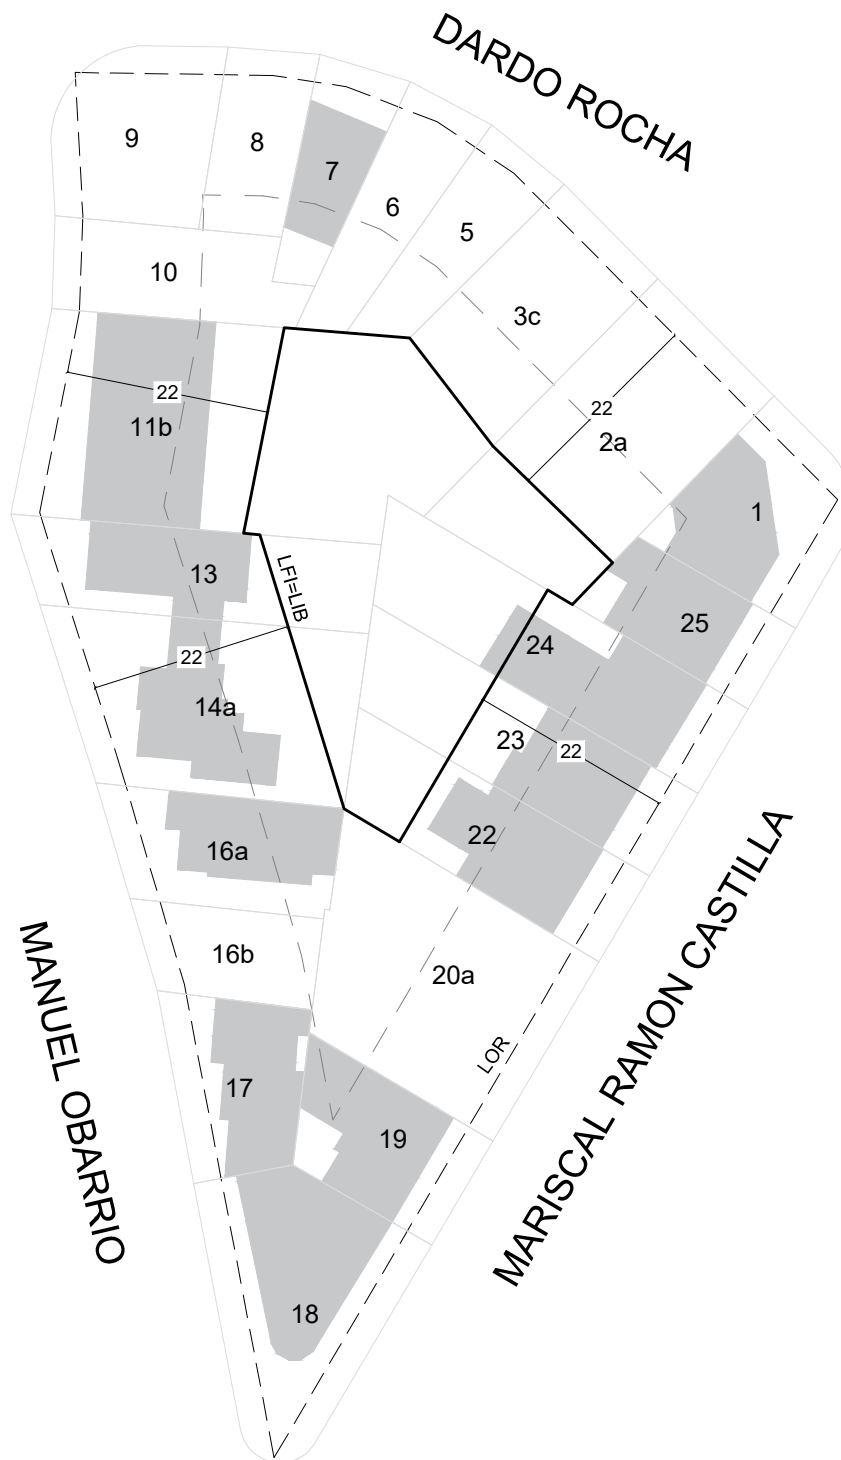 DARDO ROCHA
9
8
7
6
5
10
3c
22
22
2a
11b
1
LFI=LIB
13
25
24
22
14a
23
22
22
16a
MARISCAL RAMON CASTILLA
MANUEL OBARRIO
16b
20a
LOR
17
19
18